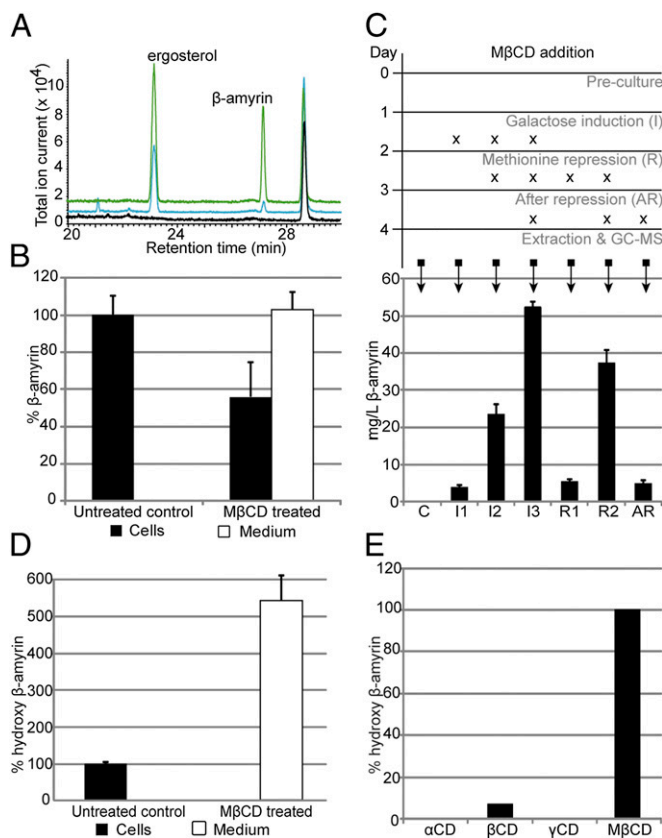 A
ergosterol
β-amyrin
Total ion current (x 10⁴)
10
8
6
4
2
0
20
24
28
Retention time (min)
B
% β-amyrin
120
100
80
60
40
20
0
Untreated control
MβCD treated
Cells
Medium
C
Day
MβCD addition
0
Pre-culture
1
Galactose induction (I)
x x x
2
Methionine repression (R)
x x x x
3
After repression (AR)
x x x
4
Extraction & GC-MS
mg/L β-amyrin
60
50
40
30
20
10
0
C I1 I2 I3 R1 R2 AR
D
% hydroxy β-amyrin
600
500
400
300
200
100
0
Untreated control
MβCD treated
Cells
Medium
E
% hydroxy β-amyrin
120
100
80
60
40
20
0
αCD βCD γCD MβCD